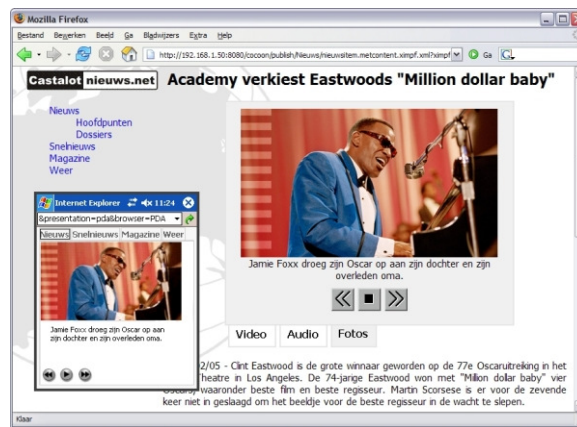 Mozilla Firefox
Bestand Bewerken Beeld Ga Bladwijzers Extra Help
http://192.168.1.50:8080/cocoon/publish/Nieuws/nieuwsitem.metcontent.ximpf.xml?ximpf Ga
Castalot nieuws.net Academy verkiest Eastwoods "Million dollar baby"
Nieuws
Hoofdpunten
Dossiers
Snelnieuws
Magazine
Weer
Jamie Foxx droeg zijn Oscar op aan zijn dochter en zijn
overleden oma.
Video Audio Fotos
Internet Explorer 11:24
&presentation=pda&browser=PDA
Nieuws Snelnieuws Magazine Weer
Jamie Foxx droeg zijn Oscar op aan
zijn dochter en zijn overleden oma.
2/05 - Clint Eastwood is de grote winnaar geworden op de 77e Oscaruitreiking in het
Theatre in Los Angeles. De 74-jarige Eastwood won met "Milion dollar baby" vier
Oscars, waaronder beste film en beste regisseur. Martin Scorsese is er voor de zevende
keer niet in geslaagd om het beeldje voor de beste regisseur in de wacht te slepen.
Klaar